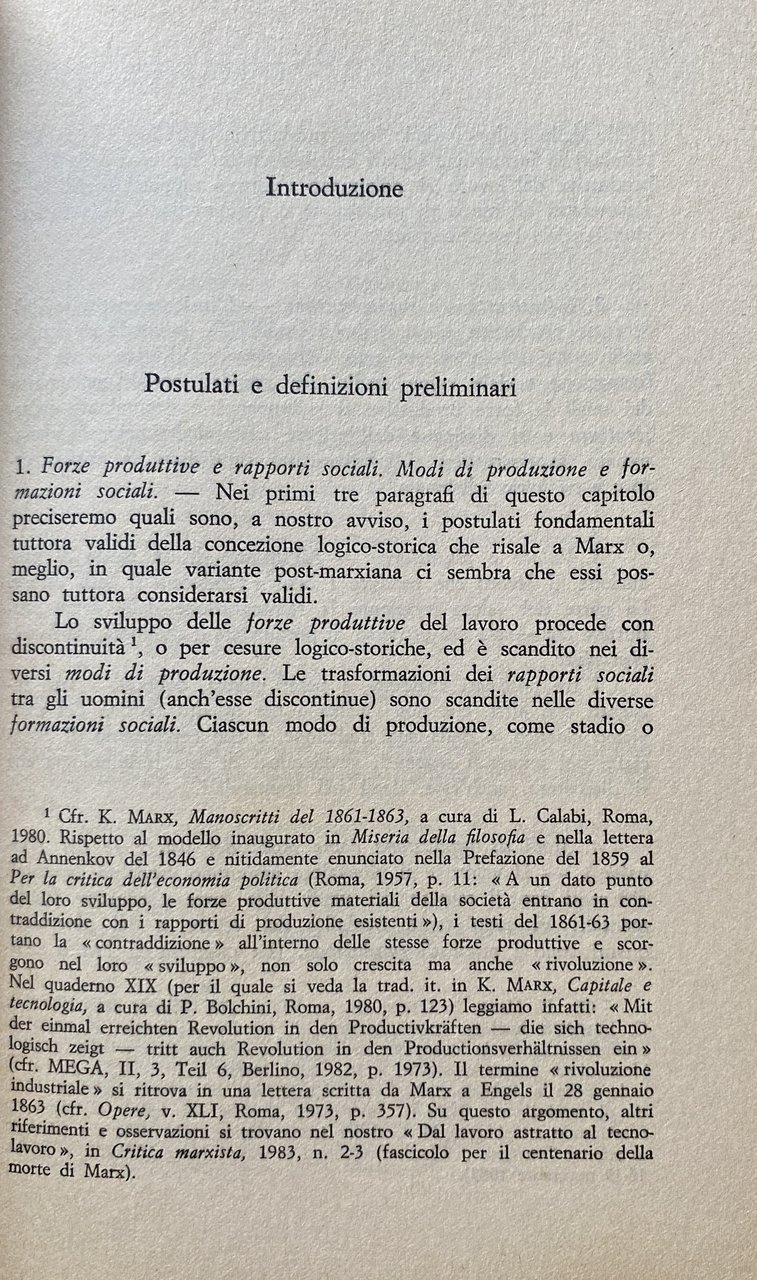 Introduzione
Postulati e definizioni preliminari
1. Forze produttive e rapporti sociali. Modi di produzione e for-
mazioni sociali. — Nei primi tre paragrafi di questo capitolo
preciseremo quali sono, a nostro avviso, i postulati fondamentali
tuttora validi della concezione logico-storica che risale a Marx o,
meglio, in quale variante post-marxiana ci sembra che essi pos-
sano tuttora considerarsi validi.
Lo sviluppo delle forze produttive del lavoro procede con
discontinuità ¹, o per cesure logico-storiche, ed è scandito nei di-
versi modi di produzione. Le trasformazioni dei rapporti sociali
tra gli uomini (anch'esse discontinue) sono scandite nelle diverse
formazioni sociali. Ciascun modo di produzione, come stadio o
¹ Cfr. K. MARX, Manoscritti del 1861-1863, a cura di L. Calabi, Roma,
1980. Rispetto al modello inaugurato in Miseria della filosofia e nella lettera
ad Annenkov del 1846 e nitidamente enunciato nella Prefazione del 1859 al
Per la critica dell'economia politica (Roma, 1957, p. 11: « A un dato punto
del loro sviluppo, le forze produttive materiali della società entrano in con-
traddizione con i rapporti di produzione esistenti »), i testi del 1861-63 por-
tano la « contraddizione » all'interno delle stesse forze produttive e scor-
gono nel loro « sviluppo », non solo crescita ma anche « rivoluzione ».
Nel quaderno XIX (per il quale si veda la trad. it. in K. MARX, Capitale e
tecnologia, a cura di P. Bolchini, Roma, 1980, p. 123) leggiamo infatti: « Mit
der einmal erreichten Revolution in den Productivkräften — die sich techno-
logisch zeigt — tritt auch Revolution in den Productionsverhältnissen ein »
(cfr. MEGA, II, 3, Teil 6, Berlino, 1982, p. 1973). Il termine « rivoluzione
industriale » si ritrova in una lettera scritta da Marx a Engels il 28 gennaio
1863 (cfr. Opere, v. XLI, Roma, 1973, p. 357). Su questo argomento, altri
riferimenti e osservazioni si trovano nel nostro « Dal lavoro astratto al tecno-
lavoro », in Critica marxista, 1983, n. 2-3 (fascicolo per il centenario della
morte di Marx).